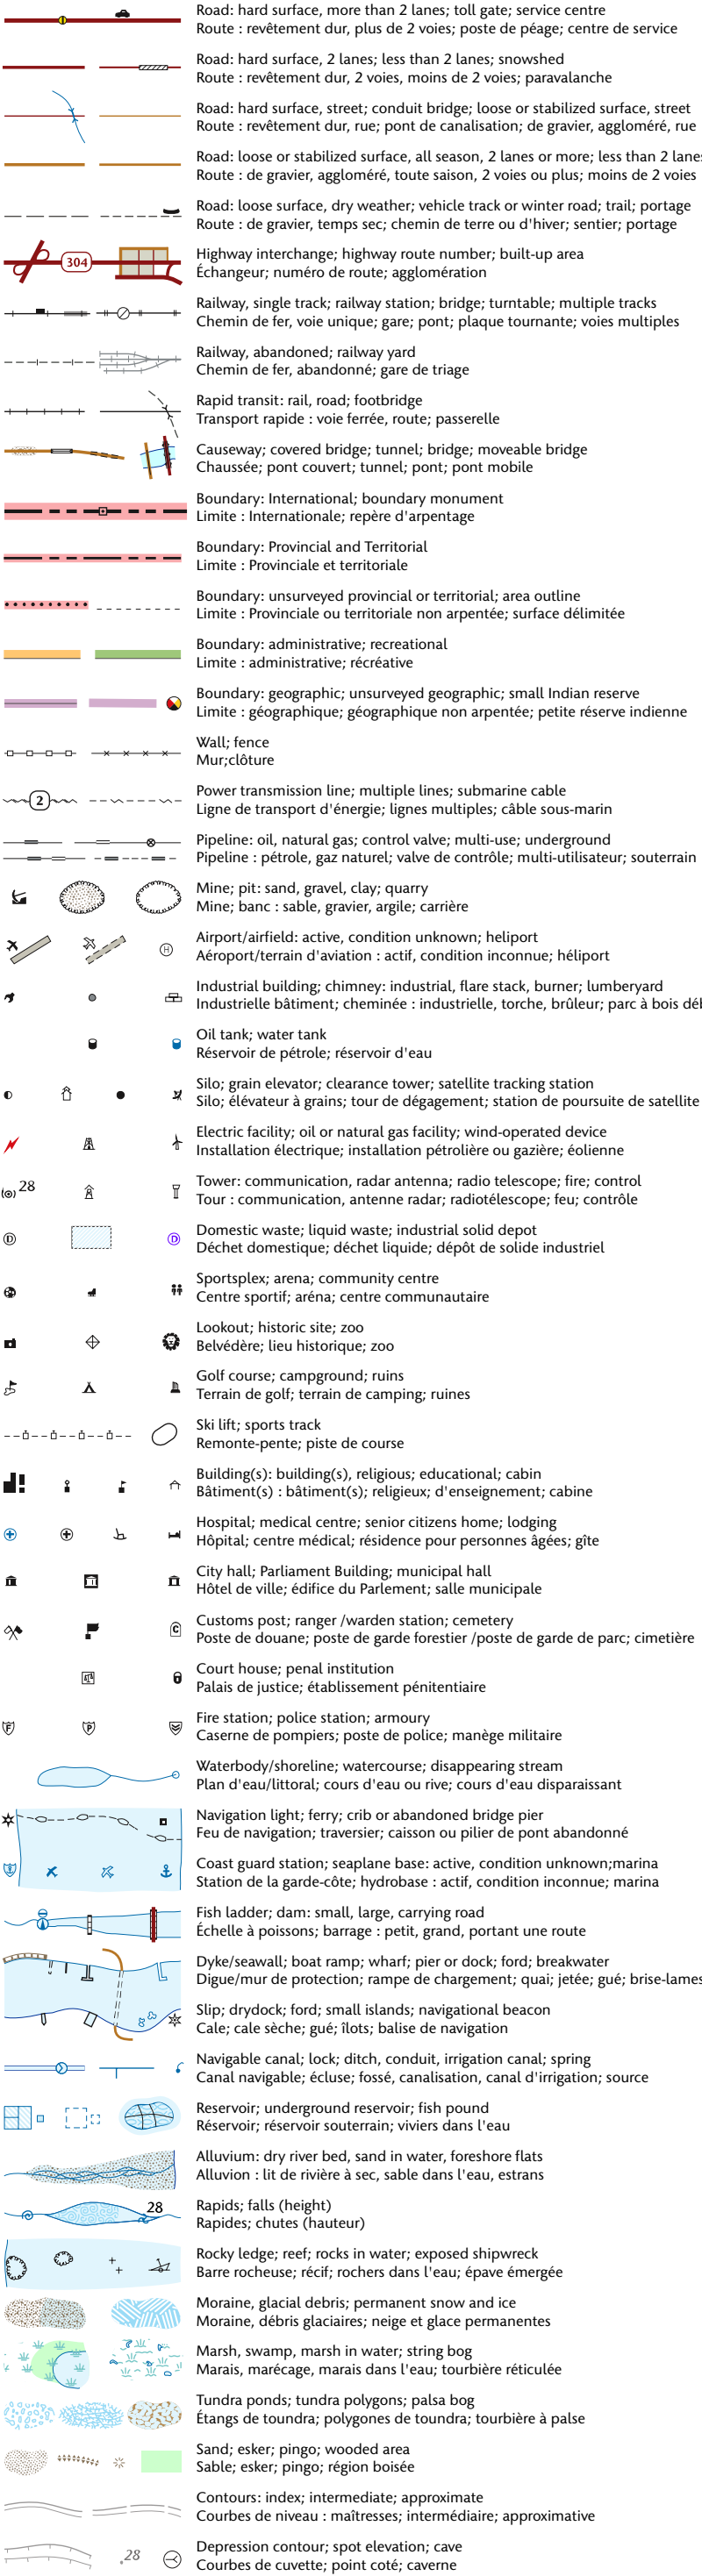 Road: hard surface, more than 2 lanes; toll gate; service centre
Route : revêtement dur, plus de 2 voies; poste de péage; centre de service
Road: hard surface, 2 lanes; less than 2 lanes; snowshed
Route : revêtement dur, 2 voies, moins de 2 voies; paravalanche
Road: hard surface, street; conduit bridge; loose or stabilized surface, street
Route : revêtement dur, rue; pont de canalisation; de gravier, aggloméré, rue
Road: loose or stabilized surface, all season, 2 lanes or more; less than 2 lanes
Route : de gravier, aggloméré, toute saison, 2 voies ou plus; moins de 2 voies
Road: loose surface, dry weather; vehicle track or winter road; trail; portage
Route : de gravier, temps sec; chemin de terre ou d'hiver; sentier; portage
304
Highway interchange; highway route number; built-up area
Échangeur; numéro de route; agglomération
Railway, single track; railway station; bridge; turntable; multiple tracks
Chemin de fer, voie unique; gare; pont; plaque tournante; voies multiples
Railway, abandoned; railway yard
Chemin de fer, abandonné; gare de triage
Rapid transit: rail, road; footbridge
Transport rapide : voie ferrée, route; passerelle
Causeway; covered bridge; tunnel; bridge; moveable bridge
Chaussée; pont couvert; tunnel; pont; pont mobile
Boundary: International; boundary monument
Limite : Internationale; repère d'arpentage
Boundary: Provincial and Territorial
Limite : Provinciale et territoriale
Boundary: unsurveyed provincial or territorial; area outline
Limite : Provinciale ou territoriale non arpentée; surface délimitée
Boundary: administrative; recreational
Limite : administrative; récréative
Boundary: geographic; unsurveyed geographic; small Indian reserve
Limite : géographique; géographique non arpentée; petite réserve indienne
Wall; fence
Mur;clôture
2
Power transmission line; multiple lines; submarine cable
Ligne de transport d'énergie; lignes multiples; câble sous-marin
Pipeline: oil, natural gas; control valve; multi-use; underground
Pipeline : pétrole, gaz naturel; valve de contrôle; multi-utilisateur; souterrain
Mine; pit: sand, gravel, clay; quarry
Mine; banc : sable, gravier, argile; carrière
H
Airport/airfield: active, condition unknown; heliport
Aéroport/terrain d'aviation : actif, condition inconnue; héliport
Industrial building; chimney: industrial, flare stack, burner; lumberyard
Industrielle bâtiment; cheminée : industrielle, torche, brûleur; parc à bois dé
Oil tank; water tank
Réservoir de pétrole; réservoir d'eau
Silo; grain elevator; clearance tower; satellite tracking station
Silo; élévateur à grains; tour de dégagement; station de poursuite de satellite
Electric facility; oil or natural gas facility; wind-operated device
Installation électrique; installation pétrolière ou gazière; éolienne
28
Tower: communication, radar antenna; radio telescope; fire; control
Tour : communication, antenne radar; radiotélescope; feu; contrôle
D D
Domestic waste; liquid waste; industrial solid depot
Déchet domestique; déchet liquide; dépôt de solide industriel
Sportsplex; arena; community centre
Centre sportif; aréna; centre communautaire
Lookout; historic site; zoo
Belvédère; lieu historique; zoo
Golf course; campground; ruins
Terrain de golf; terrain de camping; ruines
Ski lift; sports track
Remonte-pente; piste de course
Building(s): building(s), religious; educational; cabin
Bâtiment(s) : bâtiment(s); religieux; d'enseignement; cabine
Hospital; medical centre; senior citizens home; lodging
Hôpital; centre médical; résidence pour personnes âgées; gîte
City hall; Parliament Building; municipal hall
Hôtel de ville; édifice du Parlement; salle municipale
C
Customs post; ranger /warden station; cemetery
Poste de douane; poste de garde forestier /poste de garde de parc; cimetière
Court house; penal institution
Palais de justice; établissement pénitentiaire
F P
Fire station; police station; armoury
Caserne de pompiers; poste de police; manège militaire
Waterbody/shoreline; watercourse; disappearing stream
Plan d'eau/littoral; cours d'eau ou rive; cours d'eau disparaissant
Navigation light; ferry; crib or abandoned bridge pier
Feu de navigation; traversier; caisson ou pilier de pont abandonné
Coast guard station; seaplane base: active, condition unknown;marina
Station de la garde-côte; hydrobase : actif, condition inconnue; marina
Fish ladder; dam: small, large, carrying road
Échelle à poissons; barrage : petit, grand, portant une route
Dyke/seawall; boat ramp; wharf; pier or dock; ford; breakwater
Digue/mur de protection; rampe de chargement; quai; jetée; gué; brise-lames
Slip; drydock; ford; small islands; navigational beacon
Cale; cale sèche; gué; îlots; balise de navigation
Navigable canal; lock; ditch, conduit, irrigation canal; spring
Canal navigable; écluse; fossé, canalisation, canal d'irrigation; source
Reservoir; underground reservoir; fish pound
Réservoir; réservoir souterrain; viviers dans l'eau
Alluvium: dry river bed, sand in water, foreshore flats
Alluvion : lit de rivière à sec, sable dans l'eau, estrans
28
Rapids; falls (height)
Rapides; chutes (hauteur)
Rocky ledge; reef; rocks in water; exposed shipwreck
Barre rocheuse; récif; rochers dans l'eau; épave émergée
Moraine, glacial debris; permanent snow and ice
Moraine, débris glaciaires; neige et glace permanentes
Marsh, swamp, marsh in water; string bog
Marais, marécage, marais dans l'eau; tourbière réticulée
Tundra ponds; tundra polygons; palsa bog
Étangs de toundra; polygones de toundra; tourbière à palse
Sand; esker; pingo; wooded area
Sable; esker; pingo; région boisée
Contours: index; intermediate; approximate
Courbes de niveau : maîtresses; intermédiaire; approximative
.28
Depression contour; spot elevation; cave
Courbes de cuvette; point coté; caverne